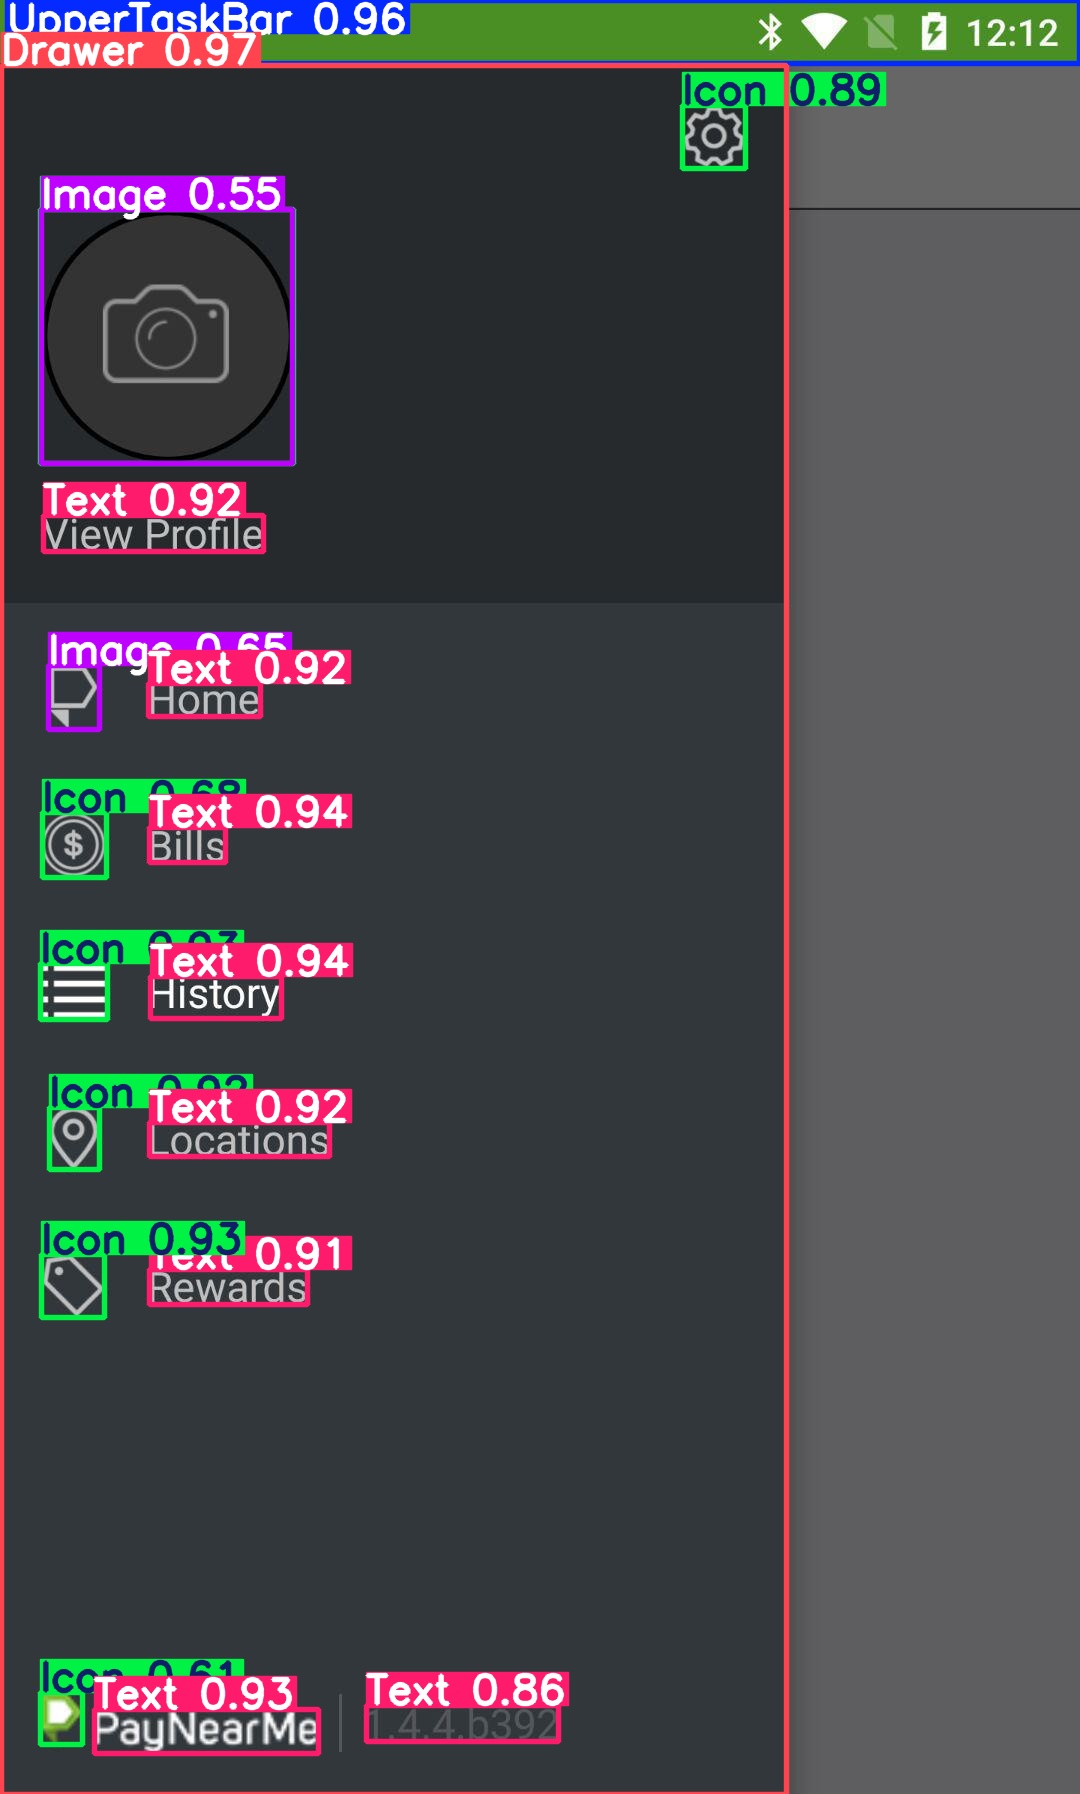 UpperTaskBar 0.96
12:12
Drawer 0.97
Icon 0.89
Image 0.55
Text 0.92
View Profile
Image 0.65
Text 0.92
Home
Icon 0.68
Text 0.94
Bills
Icon 0.93
Text 0.94
History
Icon 0.92
Text 0.92
Locations
Icon 0.93
Text 0.91
Rewards
Icon 0.61
Text 0.93
Text 0.86
PayNearMe
1.4.4.b392